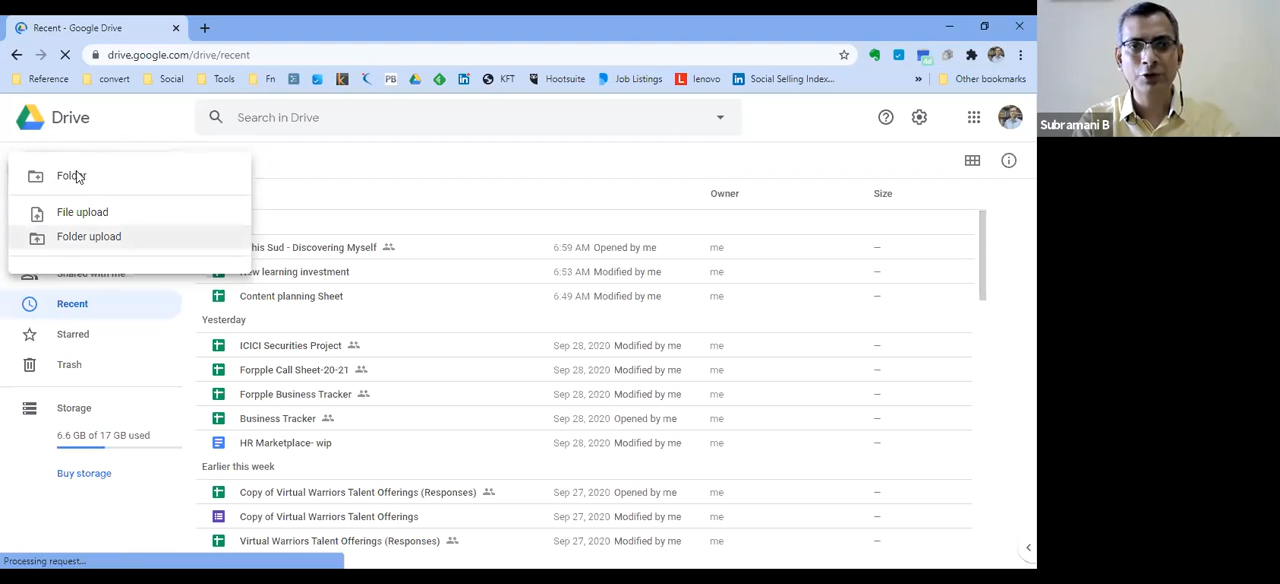 Recent - Google Drive
drive.google.com/drive/recent
Reference convert Social Tools Fn PB KFT Hootsuite Job Listings L lenovo Social Selling Index... » Other bookmarks
Drive Search in Drive
Subramani B
Folder
Owner Size
File upload
Folder upload
his Sud - Discovering Myself 6:59 AM Opened by me me –
Shared with me
New learning investment 6:53 AM Modified by me me –
Content planning Sheet 6:49 AM Modified by me me –
Recent
Yesterday
Starred
ICICI Securities Project Sep 28, 2020 Modified by me me –
Trash
Forpple Call Sheet-20-21 Sep 28, 2020 Modified by me me –
Forpple Business Tracker Sep 28, 2020 Modified by me me –
Storage
Business Tracker Sep 28, 2020 Opened by me me –
6.6 GB of 17 GB used
HR Marketplace- wip Sep 28, 2020 Modified by me me –
Earlier this week
Buy storage
Copy of Virtual Warriors Talent Offerings (Responses) Sep 27, 2020 Opened by me me –
Copy of Virtual Warriors Talent Offerings Sep 27, 2020 Modified by me me –
Virtual Warriors Talent Offerings (Responses) Sep 27, 2020 Modified by me me –
Processing request...